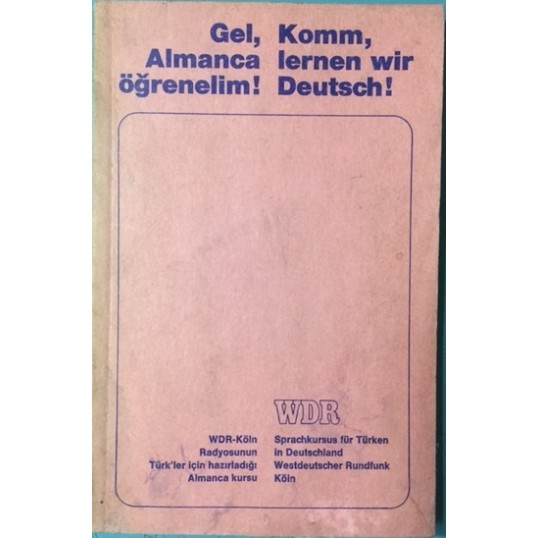 Gel,
Almanca
öğrenelim!
Komm,
lernen wir
Deutsch!
WDR
WDR-Köln
Radyosunun
Türk'ler için hazırladığı
Almanca kursu
Sprachkursus für Türken
in Deutschland
Westdeutscher Rundfunk
Köln